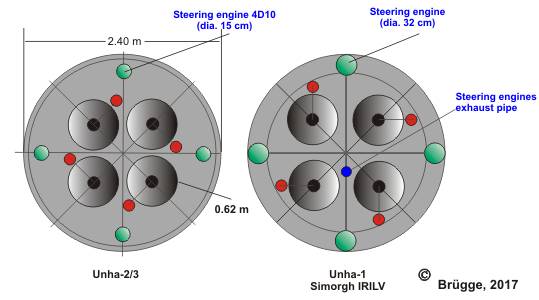 Steering engine 4D10
(dia. 15 cm)
Steering engine
(dia. 32 cm)
2.40 m
Steering engines
exhaust pipe
0.62 m
Unha-2/3
Unha-1
Simorgh IRILV
© Brügge, 2017